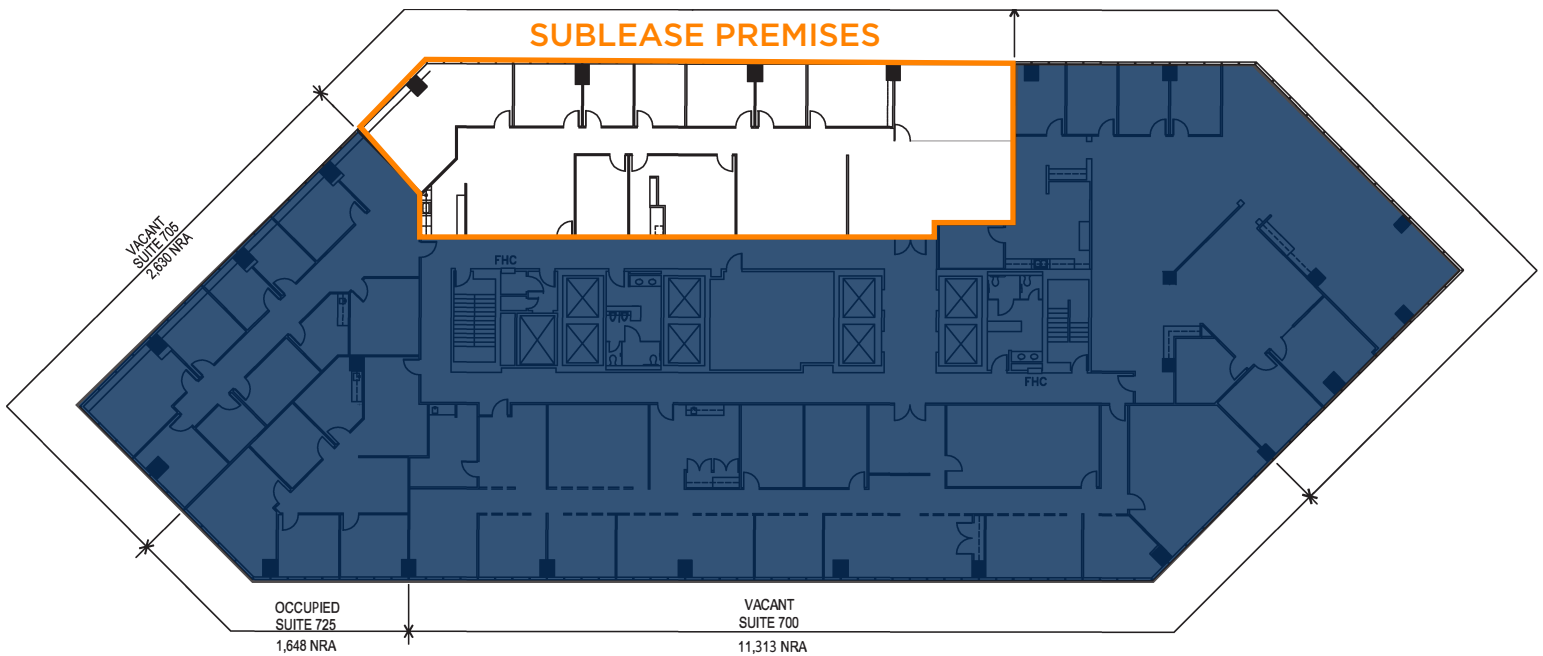 SUBLEASE PREMISES
VACANT
SUITE 705
2,630 NRA
FHC
FHC
OCCUPIED
SUITE 725
1,648 NRA
VACANT
SUITE 700
11,313 NRA